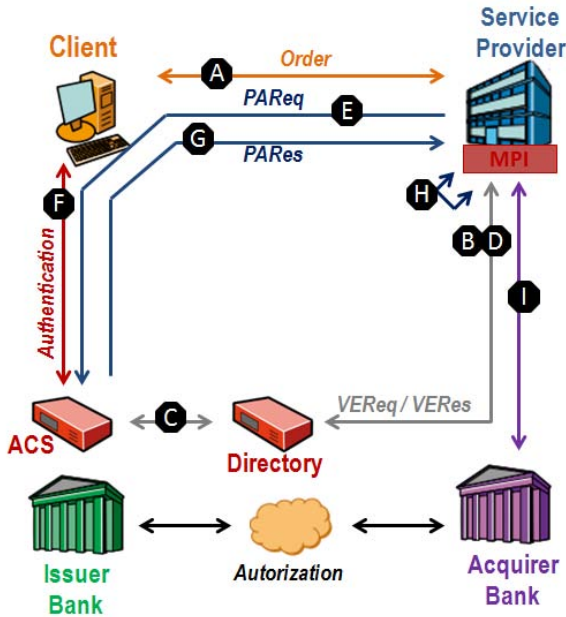 Client
Service
Provider
A
Order
PAReq
E
G
PARes
MPI
F
H
B
D
I
Authentication
C
VEReq / VERes
ACS
Directory
Issuer
Bank
Autorization
Acquirer
Bank